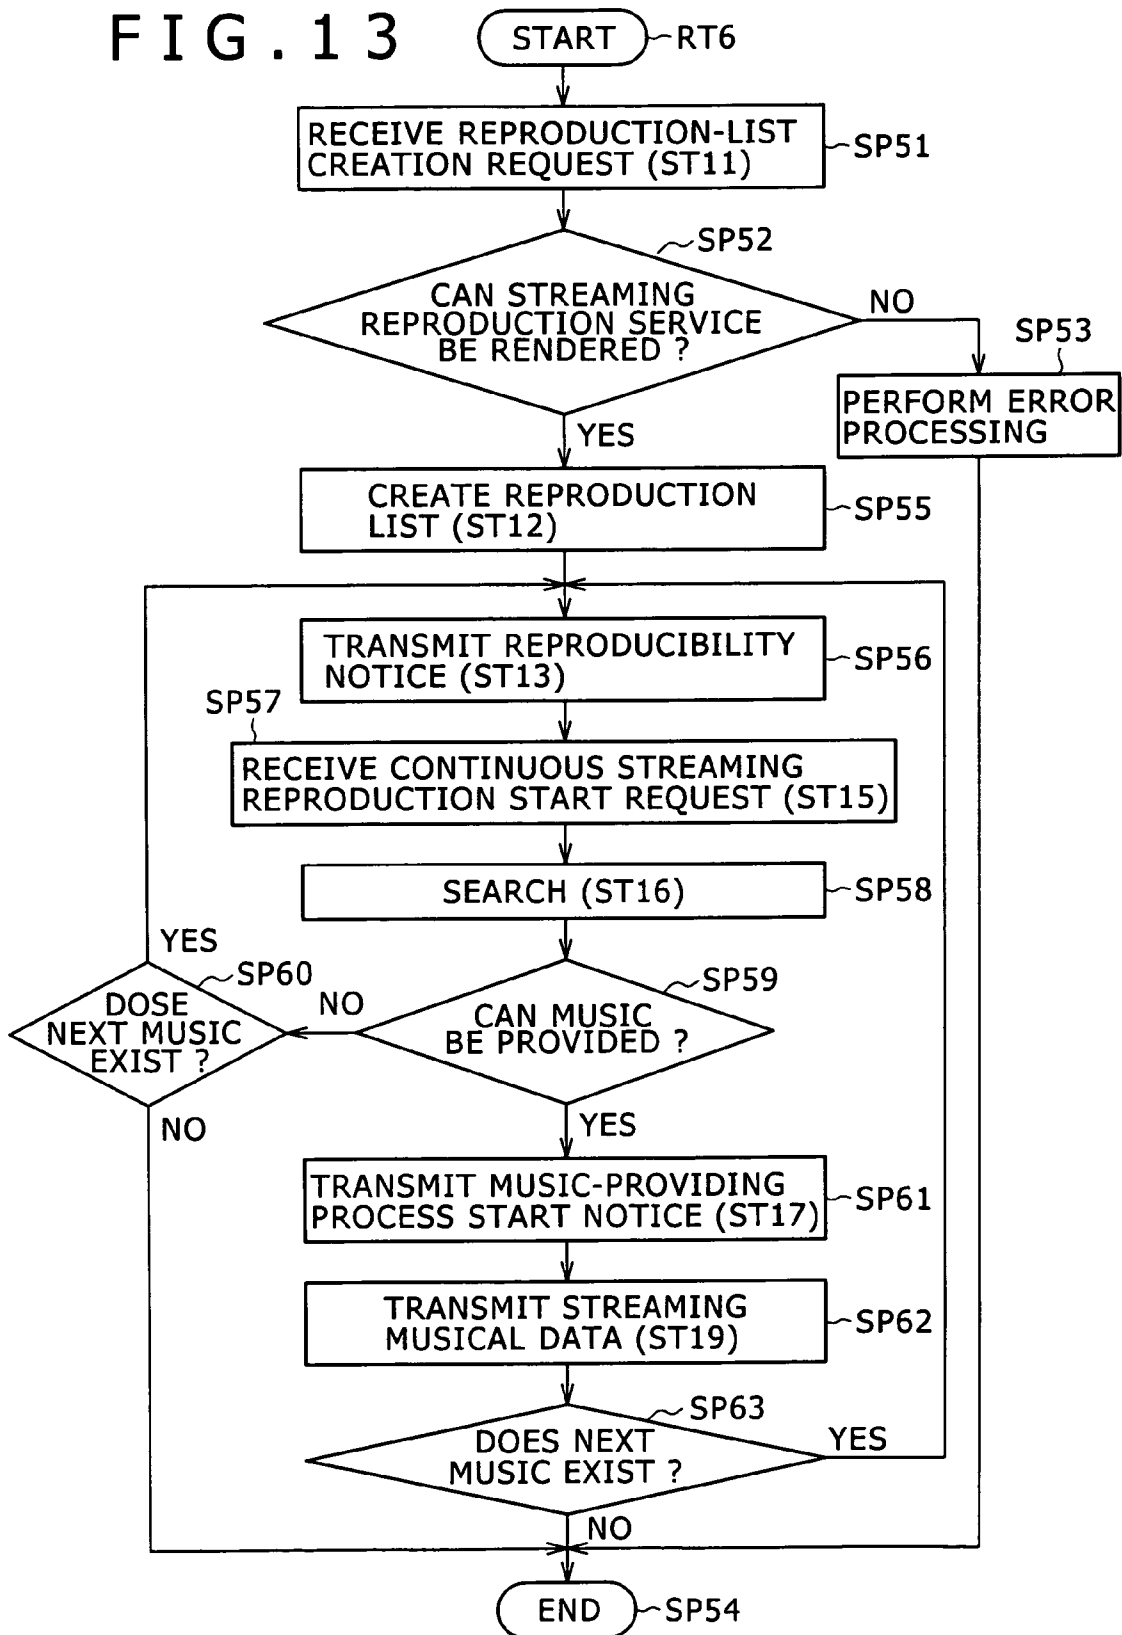 FIG.13
START
RT6
RECEIVE REPRODUCTION-LIST
CREATION REQUEST (ST11)
SP51
SP52
CAN STREAMING
REPRODUCTION SERVICE
BE RENDERED ?
NO
SP53
PERFORM ERROR
PROCESSING
YES
CREATE REPRODUCTION
LIST (ST12)
SP55
TRANSMIT REPRODUCIBILITY
NOTICE (ST13)
SP56
SP57
RECEIVE CONTINUOUS STREAMING
REPRODUCTION START REQUEST (ST15)
SEARCH (ST16)
SP58
YES
SP60
DOSE
NEXT MUSIC
EXIST ?
NO
SP59
CAN MUSIC
BE PROVIDED ?
NO
YES
TRANSMIT MUSIC-PROVIDING
PROCESS START NOTICE (ST17)
SP61
TRANSMIT STREAMING
MUSICAL DATA (ST19)
SP62
SP63
DOES NEXT
MUSIC EXIST ?
YES
NO
END
SP54